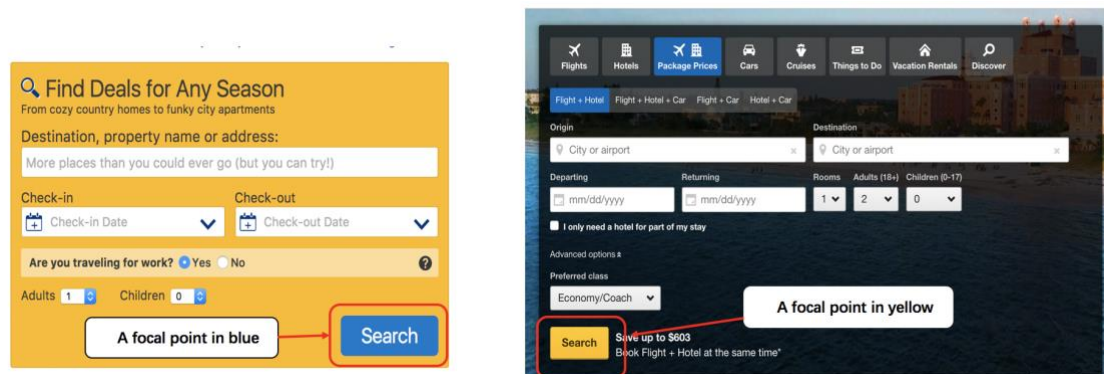 Find Deals for Any Season
From cozy country homes to funky city apartments
Destination, property name or address:
More places than you could ever go (but you can try!)
Check-in Check-out
Check-in Date Check-out Date
Are you traveling for work? Yes No ?
Adults 1 Children 0
A focal point in blue
Search
Flights Hotels Package Prices Cars Cruises Things to Do Vacation Rentals Discover
Flight + Hotel Flight + Hotel + Car Flight + Car Hotel + Car
Origin Destination
City or airport × City or airport ×
Departing Returning Rooms Adults (18+) Children (0-17)
mm/dd/yyyy mm/dd/yyyy 1 2 0
I only need a hotel for part of my stay
Advanced options
Preferred class
Economy/Coach
A focal point in yellow
Search
Save up to $603
Book Flight + Hotel at the same time*